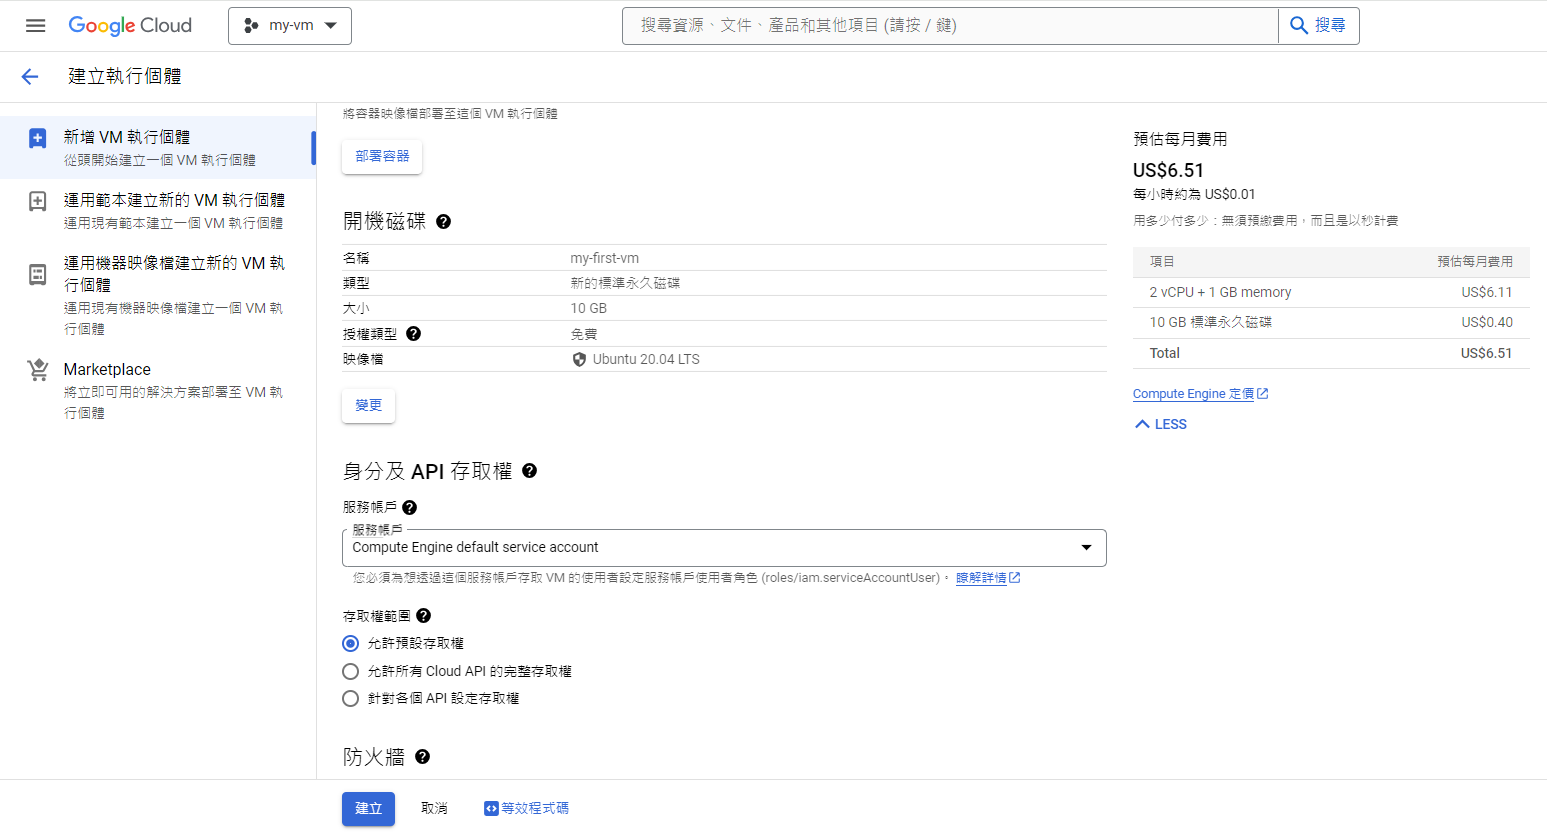 Google Cloud
my-vm
搜尋資源、文件、產品和其他項目 (請按 / 鍵)
搜尋
建立執行個體
新增 VM 執行個體
從頭開始建立一個 VM 執行個體
運用範本建立新的 VM 執行個體
運用現有範本建立一個 VM 執行個體
運用機器映像檔建立新的 VM 執
行個體
運用現有機器映像檔建立一個 VM 執
行個體
Marketplace
將立即可用的解決方案部署至 VM 執
行個體
將容器映像檔部署至這個 VM 執行個體
部署容器
開機磁碟
名稱 my-first-vm
類型 新的標準永久磁碟
大小 10 GB
授權類型 免費
映像檔 Ubuntu 20.04 LTS
變更
身分及 API 存取權
服務帳戶
服務帳戶
Compute Engine default service account
您必須為想透過這個服務帳戶存取 VM 的使用者設定服務帳戶使用者角色 (roles/iam.serviceAccountUser)。 瞭解詳情
存取權範圍
允許預設存取權
允許所有 Cloud API 的完整存取權
針對各個 API 設定存取權
防火牆
建立 取消 等效程式碼
預估每月費用
US$6.51
每小時約為 US$0.01
用多少付多少：無須預繳費用，而且是以秒計費
項目 預估每月費用
2 vCPU + 1 GB memory US$6.11
10 GB 標準永久磁碟 US$0.40
Total US$6.51
Compute Engine 定價
LESS